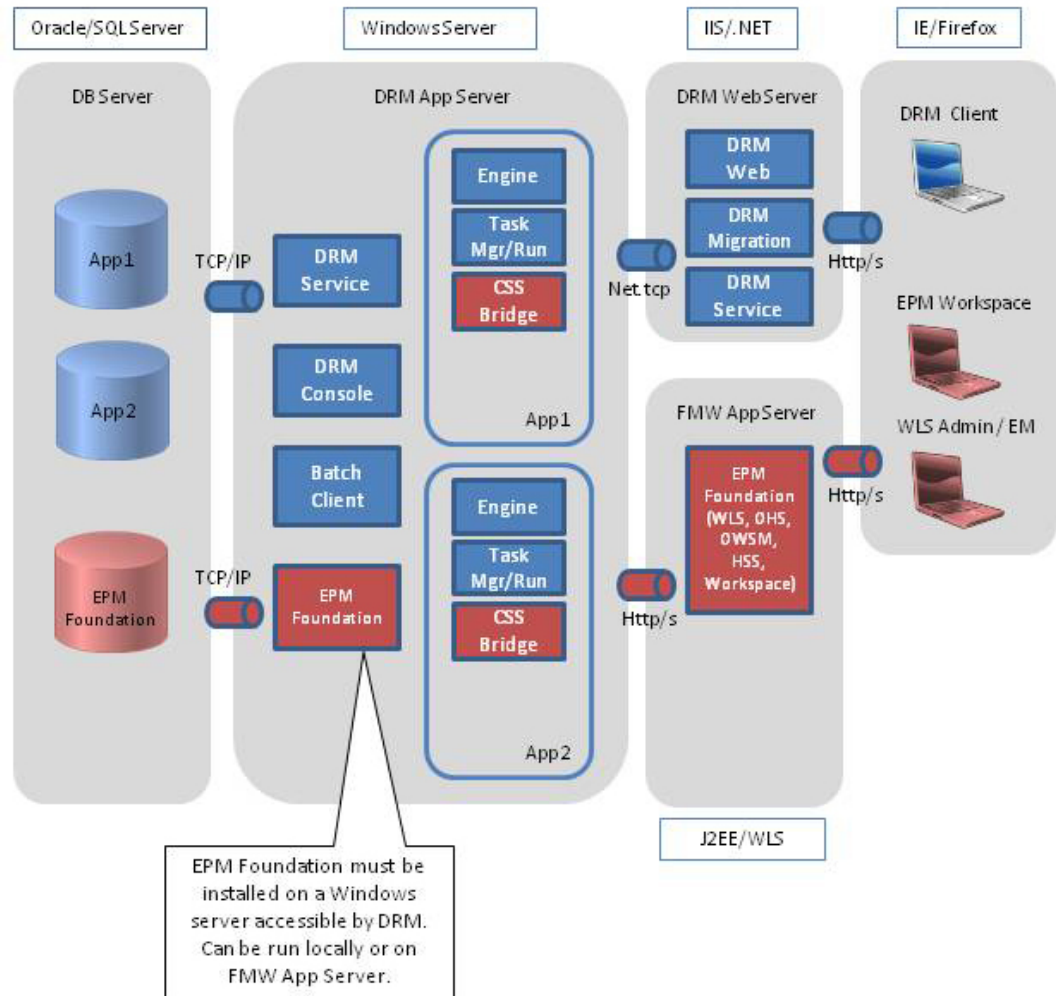 Oracle/SQL Server
Windows Server
IIS/.NET
IE/Firefox
DB Server
App1
App2
EPM
Foundation
TCP/IP
TCP/IP
DRM App Server
DRM
Service
DRM
Console
Batch
Client
EPM
Foundation
Engine
Task
Mgr/Run
CSS
Bridge
App1
Engine
Task
Mgr/Run
CSS
Bridge
App2
Net.tcp
Http/s
DRM WebServer
DRM
Web
DRM
Migration
DRM
Service
FMW AppServer
EPM
Foundation
(WLS, OHS,
OWSM,
HSS,
Workspace)
J2EE/WLS
Http/s
Http/s
DRM Client
EPM Workspace
WLS Admin / EM
EPM Foundation must be
installed on a Windows
server accessible by DRM.
Can be run locally or on
FMW App Server.